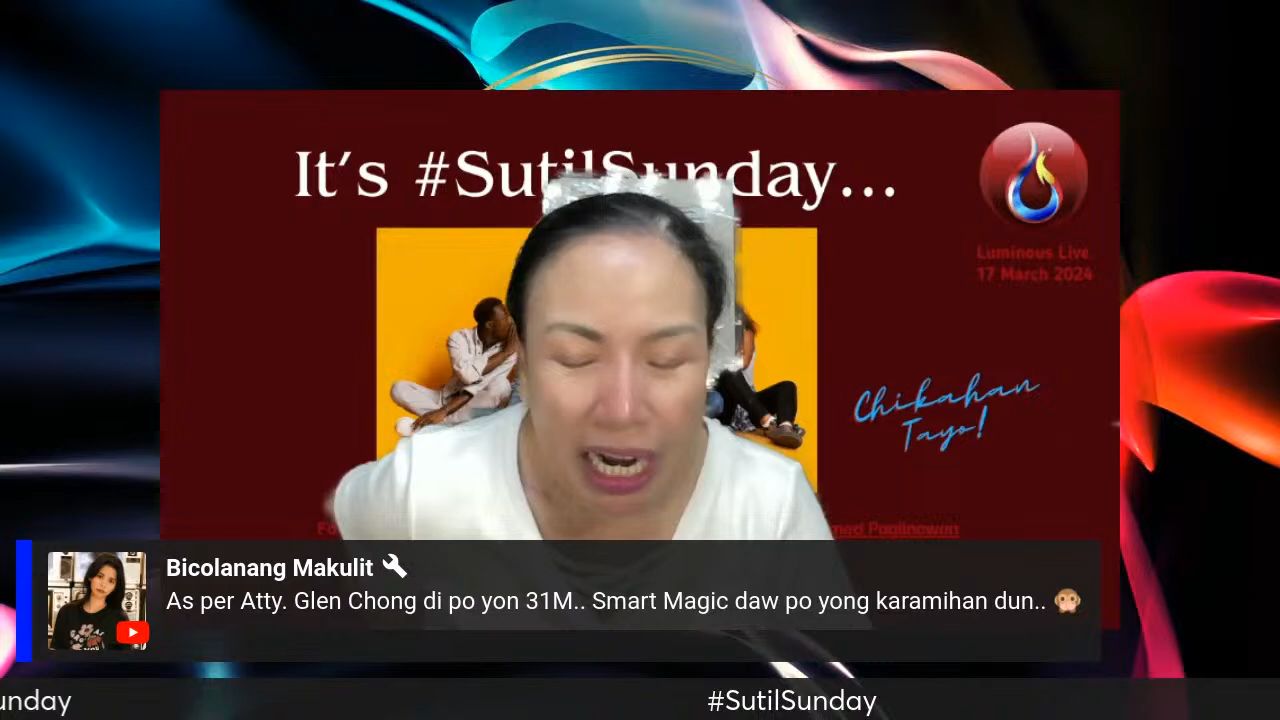 It's #SutilSunday...
Luminous Live
17 March 2024
Chikahan
Tayo!
Paglinawan
Bicolanang Makulit
As per Atty. Glen Chong di po yon 31M.. Smart Magic daw po yong karamihan dun.. 🙊
unday
#SutilSunday